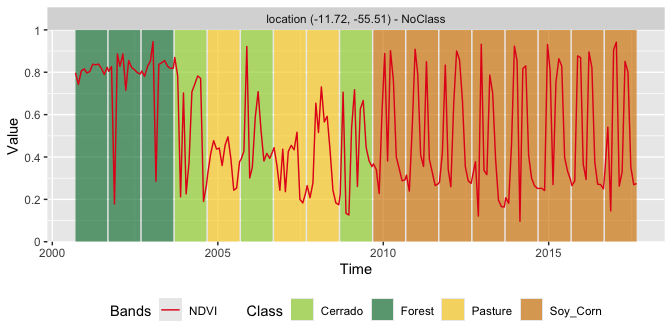 location (-11.72, -55.51) - NoClass
1
0.8
0.6
0.4
0.2
0
Value
2000 2005 2010 2015
Time
Bands NDVI Class Cerrado Forest Pasture Soy_Corn